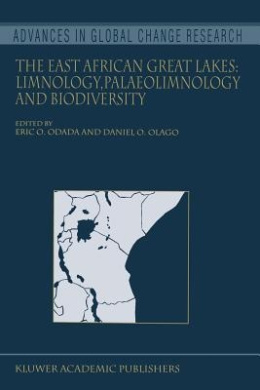 ADVANCES IN GLOBAL CHANGE RESEARCH
THE EAST AFRICAN GREAT LAKES:
LIMNOLOGY, PALAEOLIMNOLOGY
AND BIODIVERSITY
EDITED BY
ERIC O. ODADA AND DANIEL O. OLAGO
KLUWER ACADEMIC PUBLISHERS